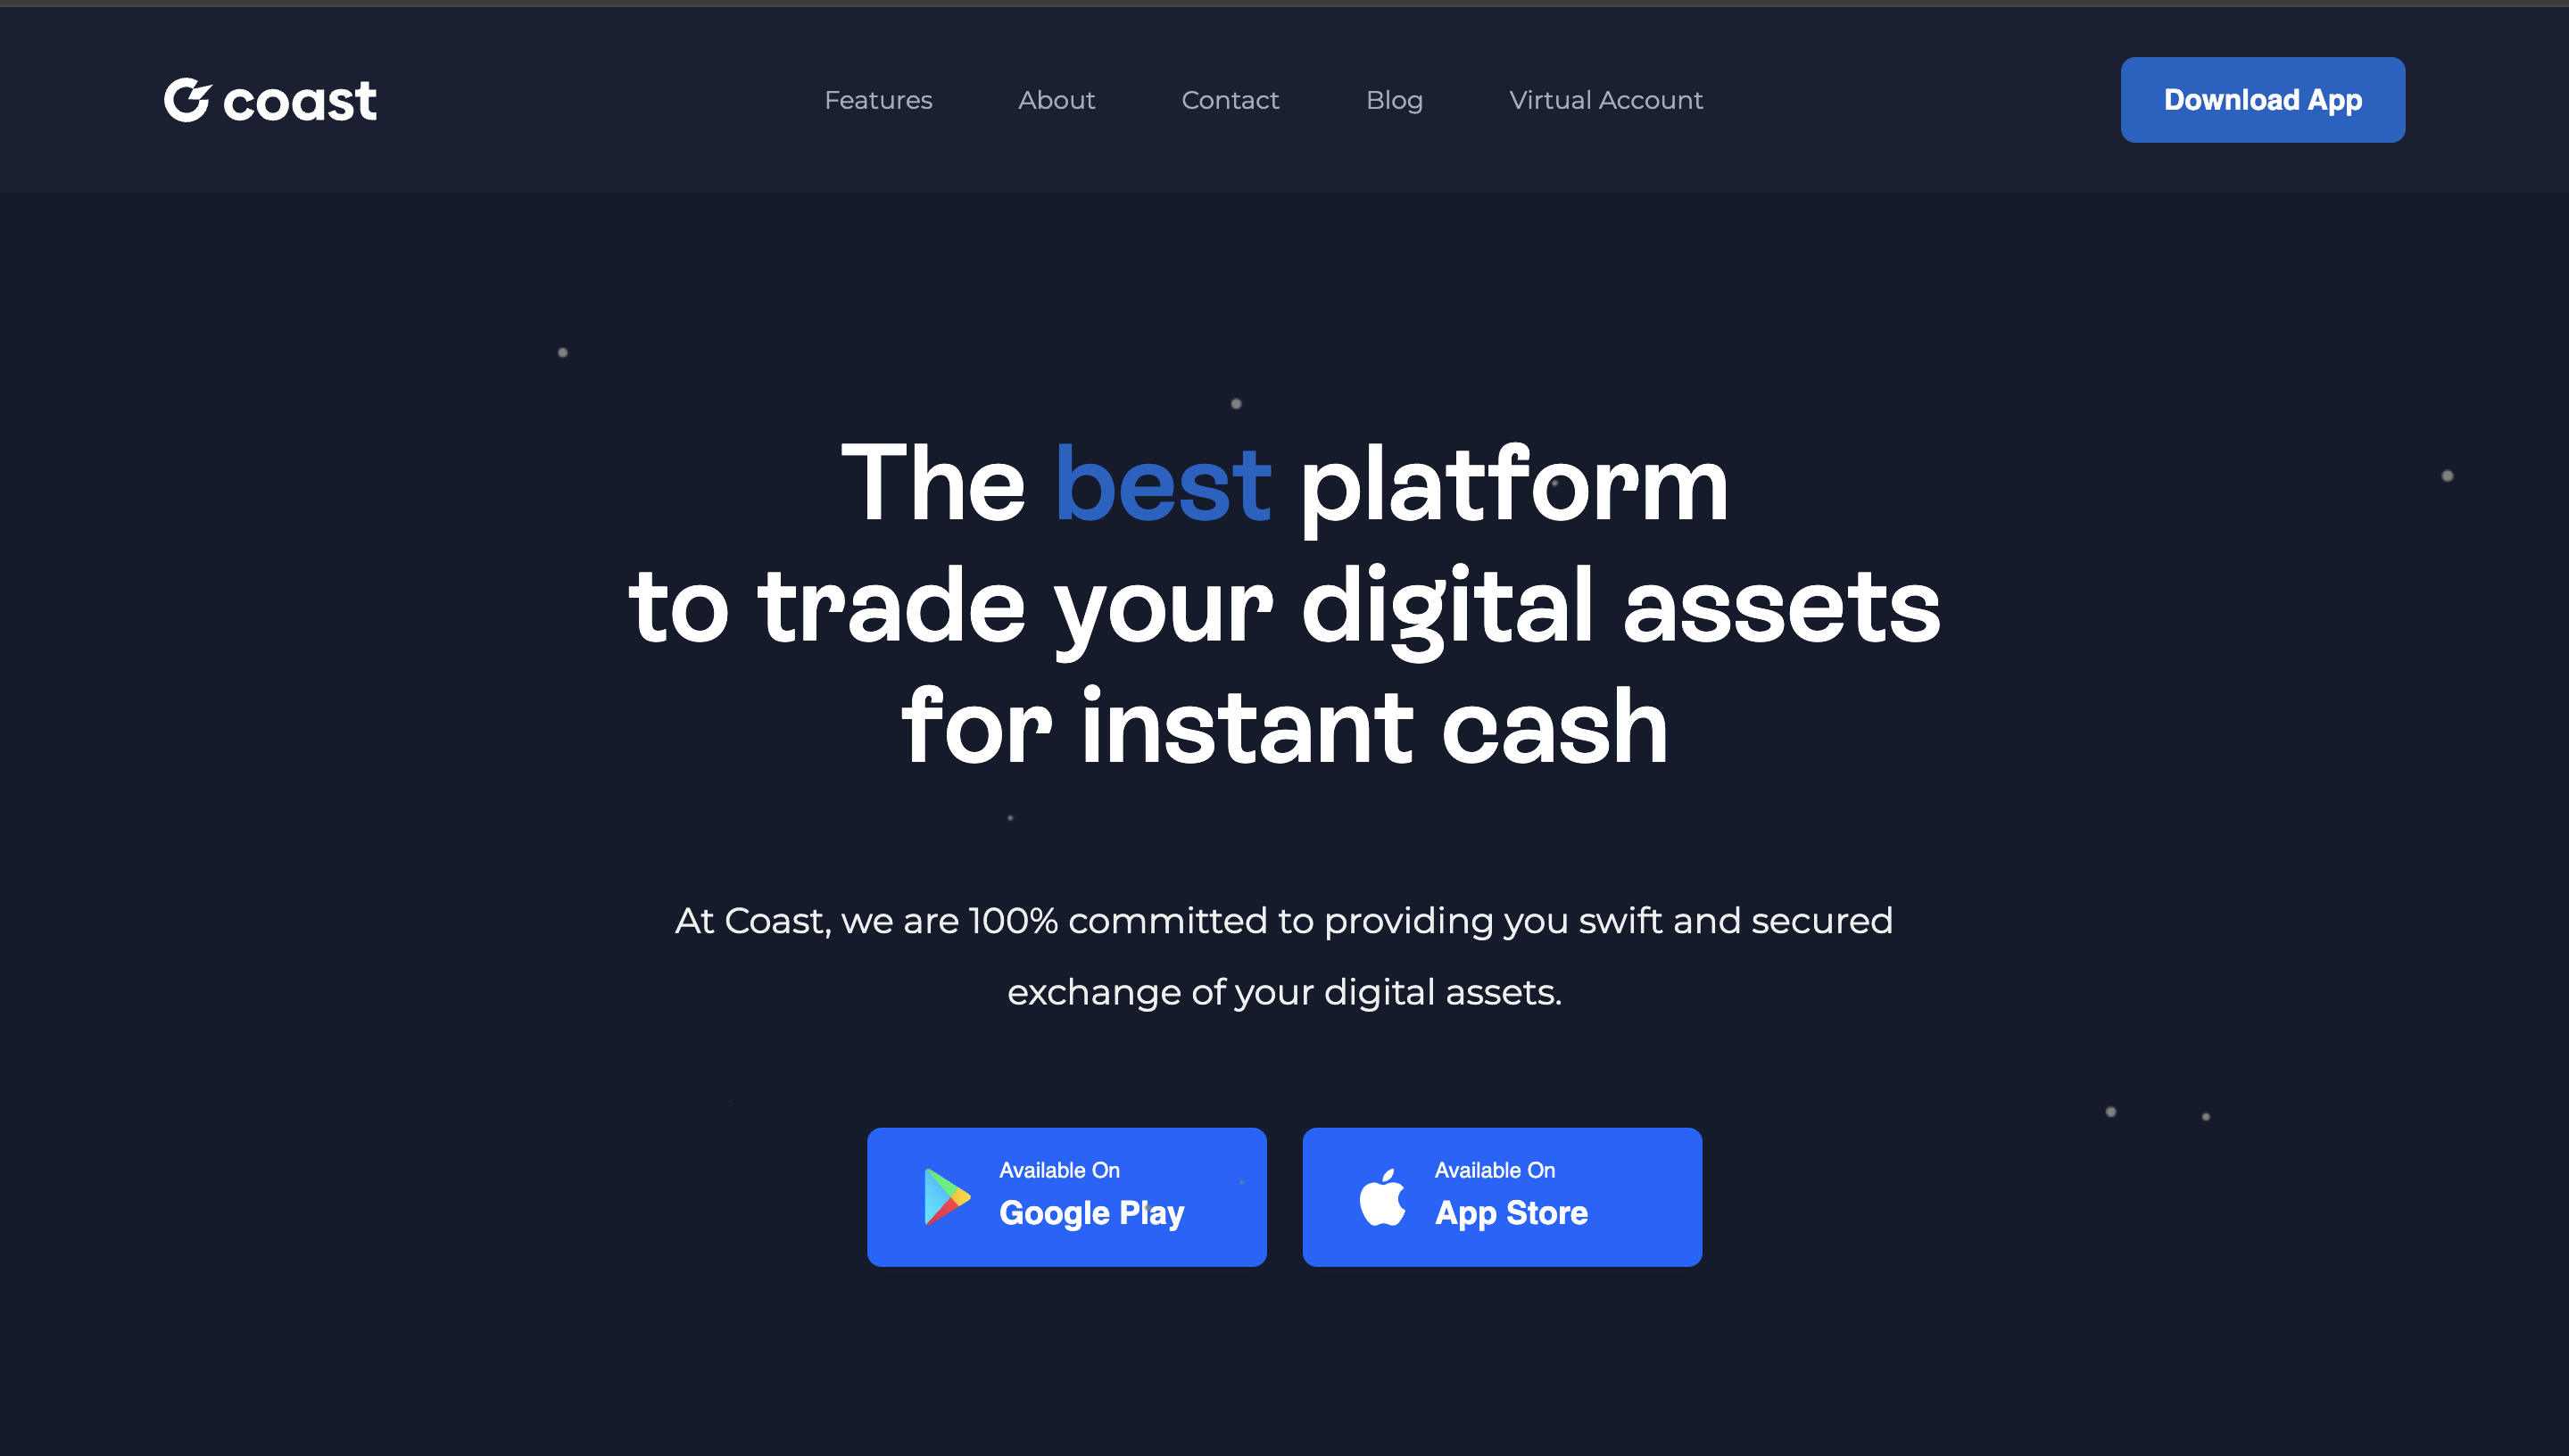 coast
Features
About
Contact
Blog
Virtual Account
Download App
The best platform
to trade your digital assets
for instant cash
At Coast, we are 100% committed to providing you swift and secured
exchange of your digital assets.
Available On
Google Play
Available On
App Store